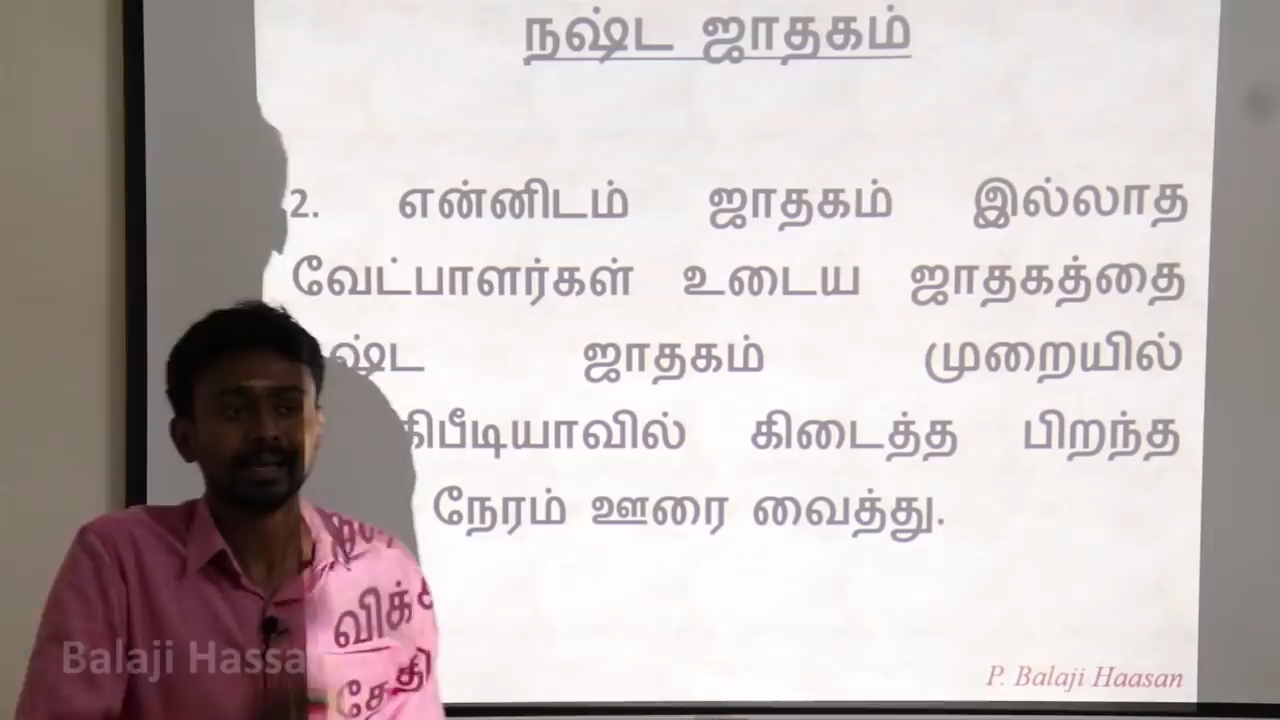 நஷ்ட ஜாதகம்
2. என்னிடம் ஜாதகம் இல்லாத
வேட்பாளர்கள் உடைய ஜாதகத்தை
ஷ்ட ஜாதகம் முறையில்
கிபீடியாவில் கிடைத்த பிறந்த
நேரம் ஊரை வைத்து.
விக்
தேதி
Balaji Hassa
P. Balaji Haasan